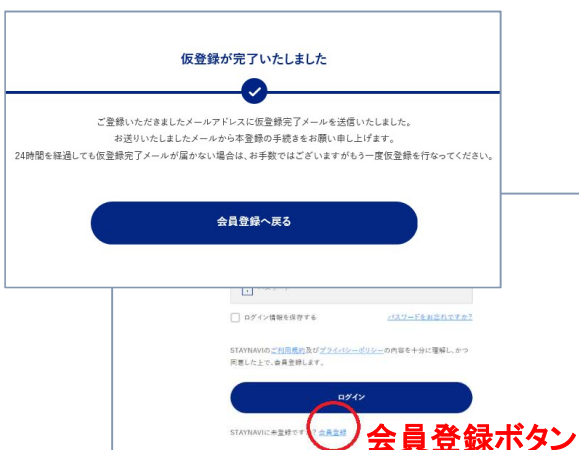 仮登録が完了いたしました
ご登録いただきましたメールアドレスに仮登録完了メールを送信いたしました。
お送りいたしましたメールから本登録の手続きをお願い申し上げます。
24時間を経過しても仮登録完了メールが届かない場合は、お手数ではございますがもう一度仮登録を行なってください。
会員登録へ戻る
ログイン情報を保存する パスワードをお忘れですか?
STAYNAVIのご利用規約及びプライバシーポリシーの内容を十分に理解し、かつ
同意した上で、会員登録します。
ログイン
STAYNAVIに未登録ですか? 会員登録
会員登録ボタン